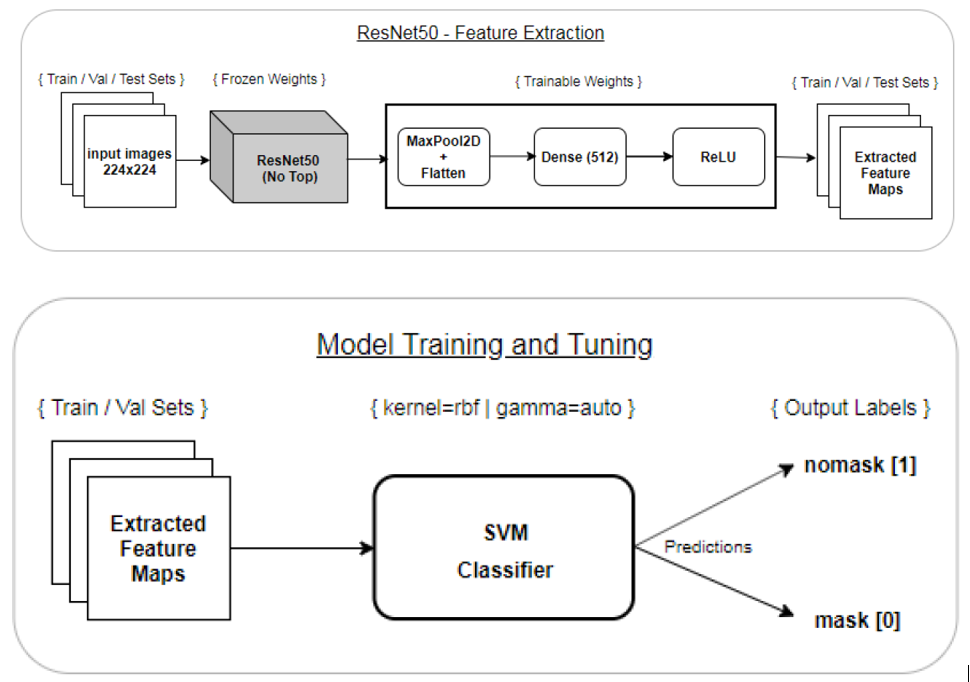 ResNet50 - Feature Extraction
{ Train / Val / Test Sets }
{ Frozen Weights }
{ Trainable Weights }
{ Train / Val / Test Sets }
input images
224x224
ResNet50
(No Top)
MaxPool2D
+
Flatten
Dense (512)
ReLU
Extracted
Feature
Maps
Model Training and Tuning
{ Train / Val Sets }
{ kernel=rbf | gamma=auto }
{ Output Labels }
Extracted
Feature
Maps
SVM
Classifier
Predictions
nomask [1]
mask [0]